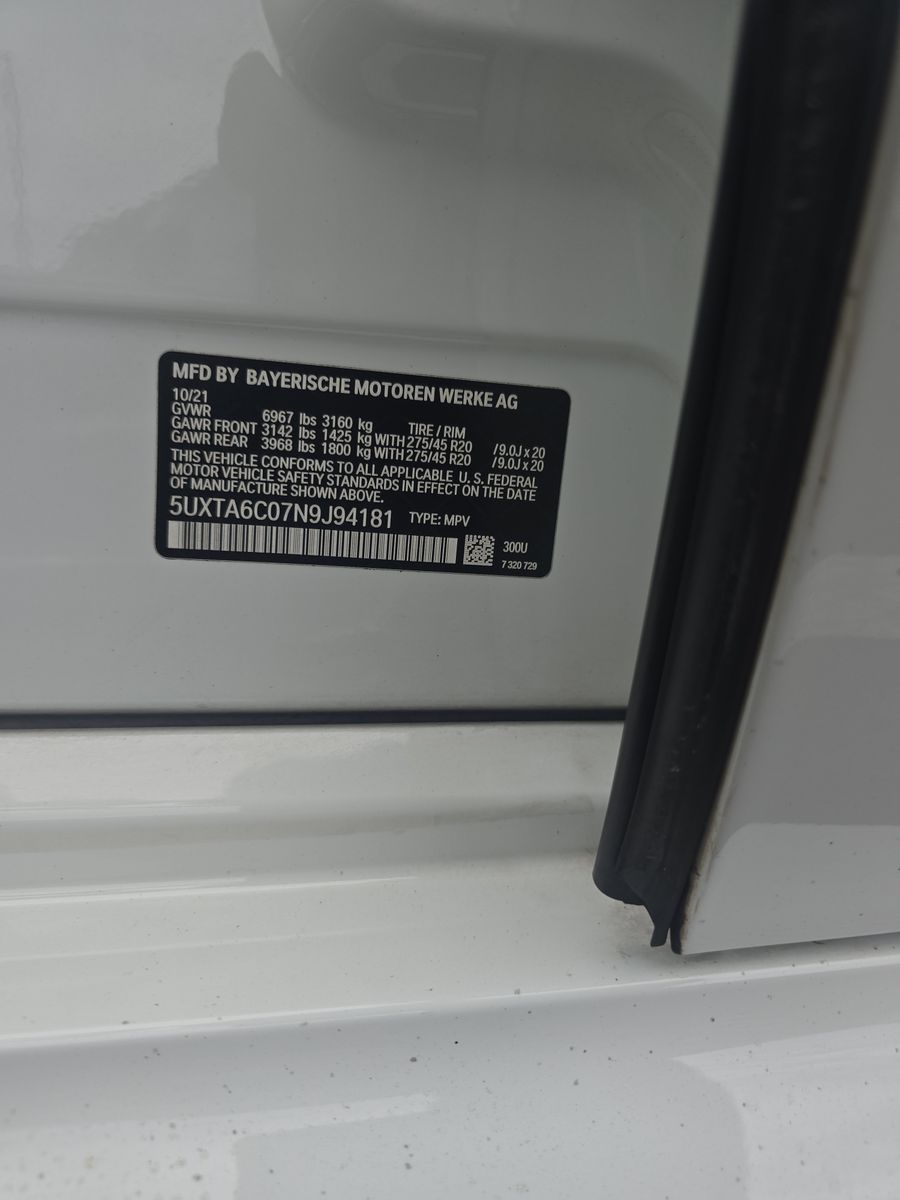 MFD BY BAYERISCHE MOTOREN WERKE AG
10/21
GVWR 6967 lbs 3160 kg TIRE / RIM
GAWR FRONT 3142 lbs 1425 kg WITH 275/45 R20 /9.0J x 20
GAWR REAR 3968 lbs 1800 kg WITH 275/45 R20 /9.0J x 20
THIS VEHICLE CONFORMS TO ALL APPLICABLE U. S. FEDERAL
MOTOR VEHICLE SAFETY STANDARDS IN EFFECT ON THE DATE
OF MANUFACTURE SHOWN ABOVE.
5UXTA6C07N9J94181 TYPE: MPV
300U
7 320 729